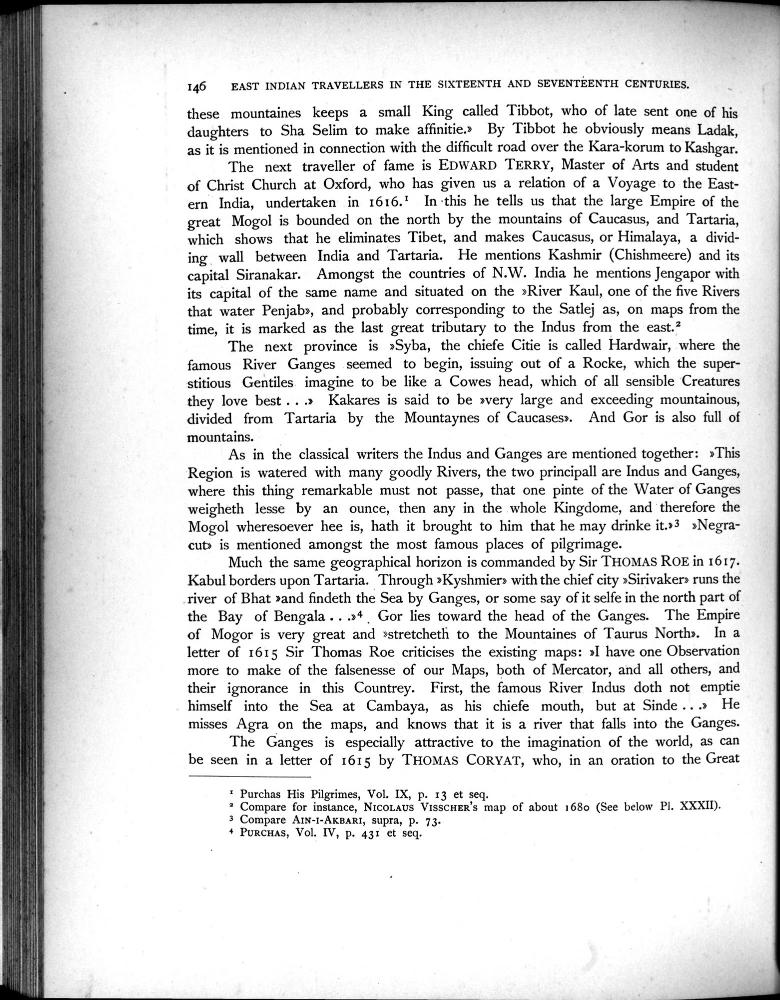 146 EAST INDIAN TRAVELLERS IN THE SIXTEENTH AND SEVENTEENTH CENTURIES.
these mountaines keeps a small King called Tibbot, who of late sent one of his
daughters to Sha Selim to make affinitie.» By Tibbot he obviously means Ladak,
as it is mentioned in connection with the difficult road over the Kara-korum to Kashgar.
The next traveller of fame is EDWARD TERRY, Master of Arts and student
of Christ Church at Oxford, who has given us a relation of a Voyage to the East-
ern India, undertaken in 1616.¹ In this he tells us that the large Empire of the
great Mogol is bounded on the north by the mountains of Caucasus, and Tartaria,
which shows that he eliminates Tibet, and makes Caucasus, or Himalaya, a divid-
ing wall between India and Tartaria. He mentions Kashmir (Chishmeere) and its
capital Siranakar. Amongst the countries of N.W. India he mentions Jengapor with
its capital of the same name and situated on the »River Kaul, one of the five Rivers
that water Penjab», and probably corresponding to the Satlej as, on maps from the
time, it is marked as the last great tributary to the Indus from the east.²
The next province is »Syba, the chiefe Citie is called Hardwair, where the
famous River Ganges seemed to begin, issuing out of a Rocke, which the super-
stitious Gentiles imagine to be like a Cowes head, which of all sensible Creatures
they love best . . .» Kakares is said to be »very large and exceeding mountainous,
divided from Tartaria by the Mountaynes of Caucases». And Gor is also full of
mountains.
As in the classical writers the Indus and Ganges are mentioned together: »This
Region is watered with many goodly Rivers, the two principall are Indus and Ganges,
where this thing remarkable must not passe, that one pinte of the Water of Ganges
weigheth lesse by an ounce, then any in the whole Kingdome, and therefore the
Mogol wheresoever hee is, hath it brought to him that he may drinke it.»³ »Negra-
cut» is mentioned amongst the most famous places of pilgrimage.
Much the same geographical horizon is commanded by Sir THOMAS ROE in 1617.
Kabul borders upon Tartaria. Through »Kyshmier» with the chief city »Sirivaker» runs the
river of Bhat »and findeth the Sea by Ganges, or some say of it selfe in the north part of
the Bay of Bengala . . .»⁴ Gor lies toward the head of the Ganges. The Empire
of Mogor is very great and »stretcheth to the Mountaines of Taurus North». In a
letter of 1615 Sir Thomas Roe criticises the existing maps: »I have one Observation
more to make of the falsenesse of our Maps, both of Mercator, and all others, and
their ignorance in this Countrey. First, the famous River Indus doth not emptie
himself into the Sea at Cambaya, as his chiefe mouth, but at Sinde . . .» He
misses Agra on the maps, and knows that it is a river that falls into the Ganges.
The Ganges is especially attractive to the imagination of the world, as can
be seen in a letter of 1615 by THOMAS CORYAT, who, in an oration to the Great
¹ Purchas His Pilgrimes, Vol. IX, p. 13 et seq.
² Compare for instance, NICOLAUS VISSCHER's map of about 1680 (See below Pl. XXXII).
³ Compare AIN-I-AKBARI, supra, p. 73.
⁴ PURCHAS, Vol. IV, p. 431 et seq.